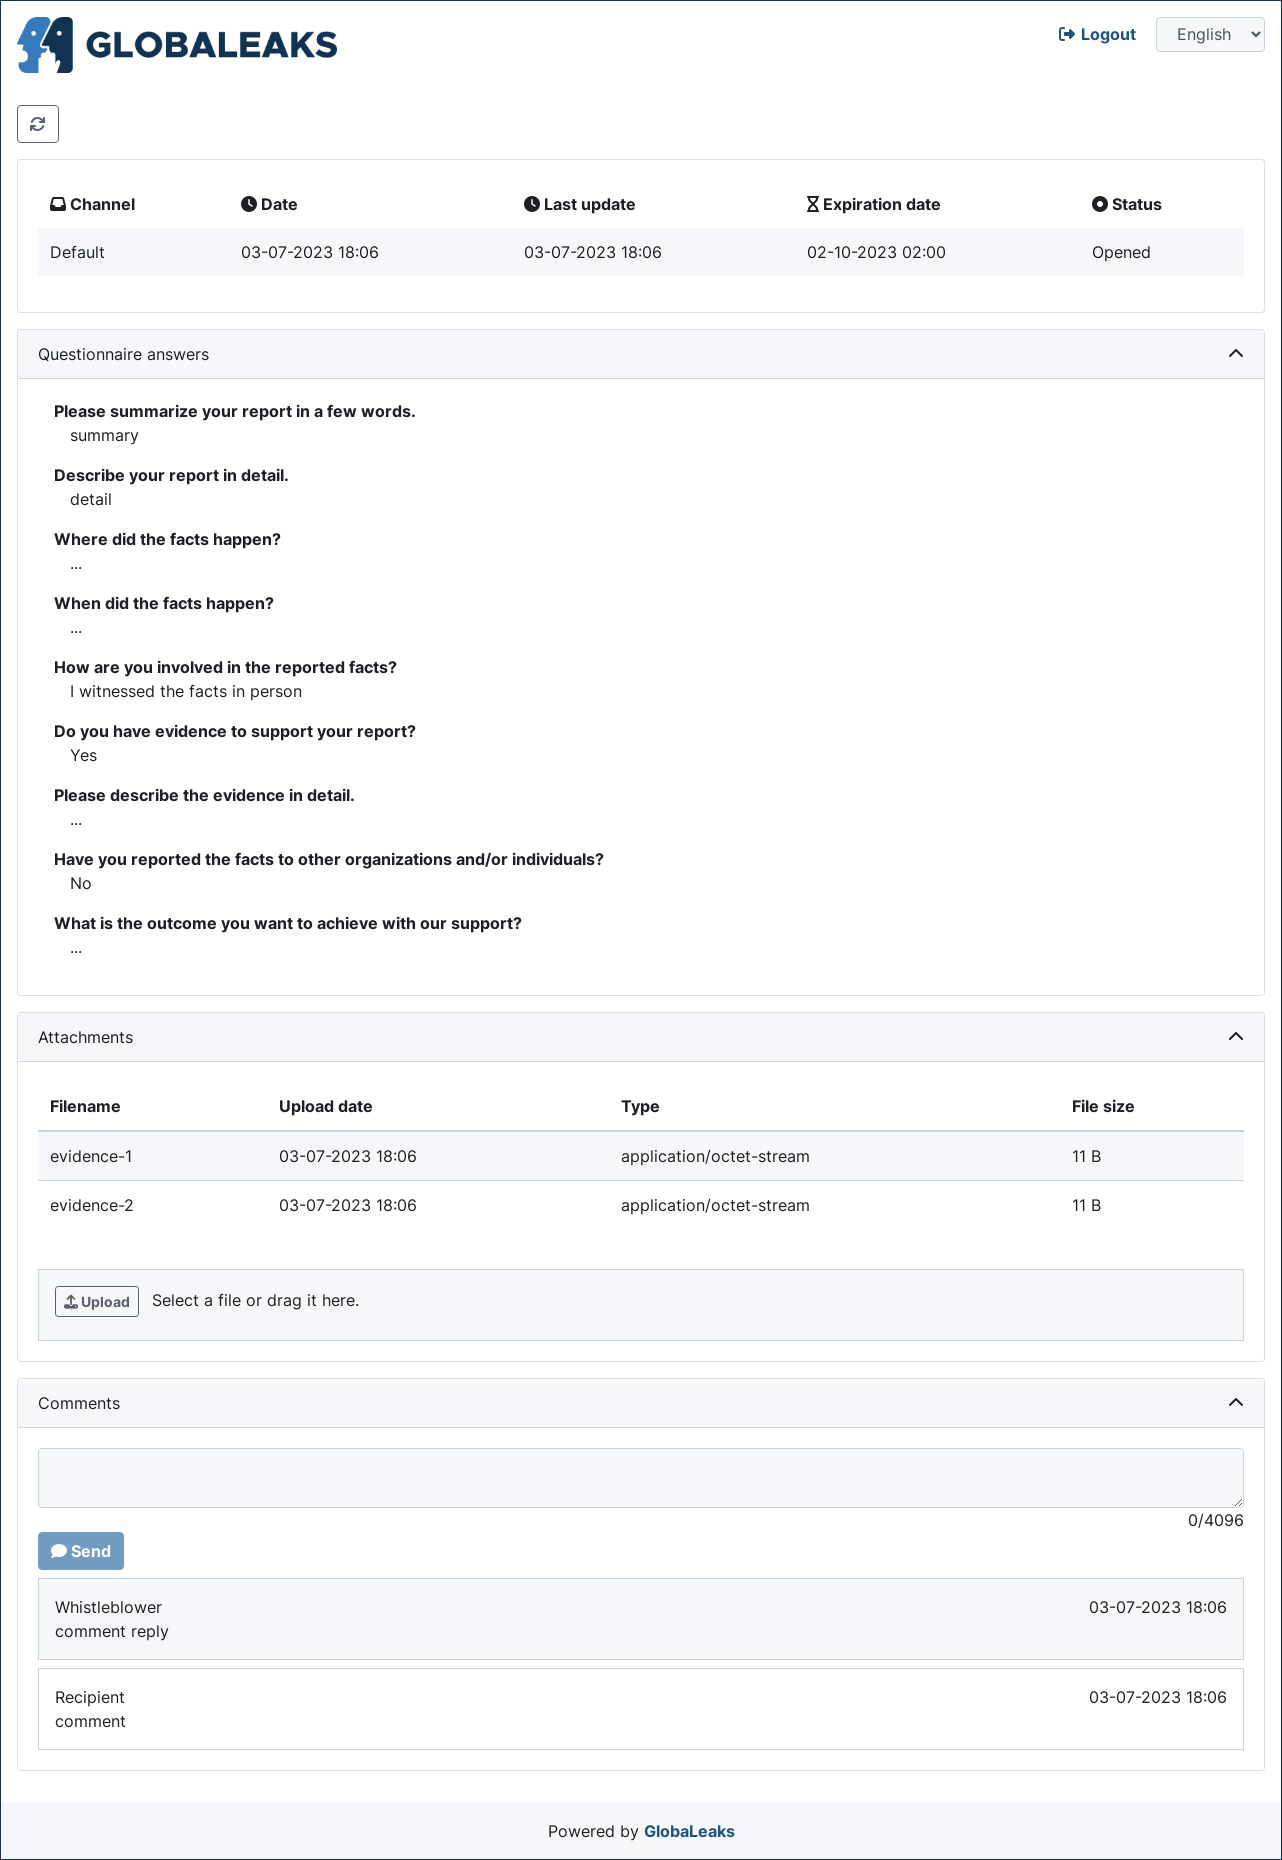 GLOBALEAKS
Logout
English
Channel Date Last update Expiration date Status
Default 03-07-2023 18:06 03-07-2023 18:06 02-10-2023 02:00 Opened
Questionnaire answers
Please summarize your report in a few words.
summary
Describe your report in detail.
detail
Where did the facts happen?
...
When did the facts happen?
...
How are you involved in the reported facts?
I witnessed the facts in person
Do you have evidence to support your report?
Yes
Please describe the evidence in detail.
...
Have you reported the facts to other organizations and/or individuals?
No
What is the outcome you want to achieve with our support?
...
Attachments
Filename Upload date Type File size
evidence-1 03-07-2023 18:06 application/octet-stream 11 B
evidence-2 03-07-2023 18:06 application/octet-stream 11 B
Upload Select a file or drag it here.
Comments
0/4096
Send
Whistleblower 03-07-2023 18:06
comment reply
Recipient 03-07-2023 18:06
comment
Powered by GlobaLeaks